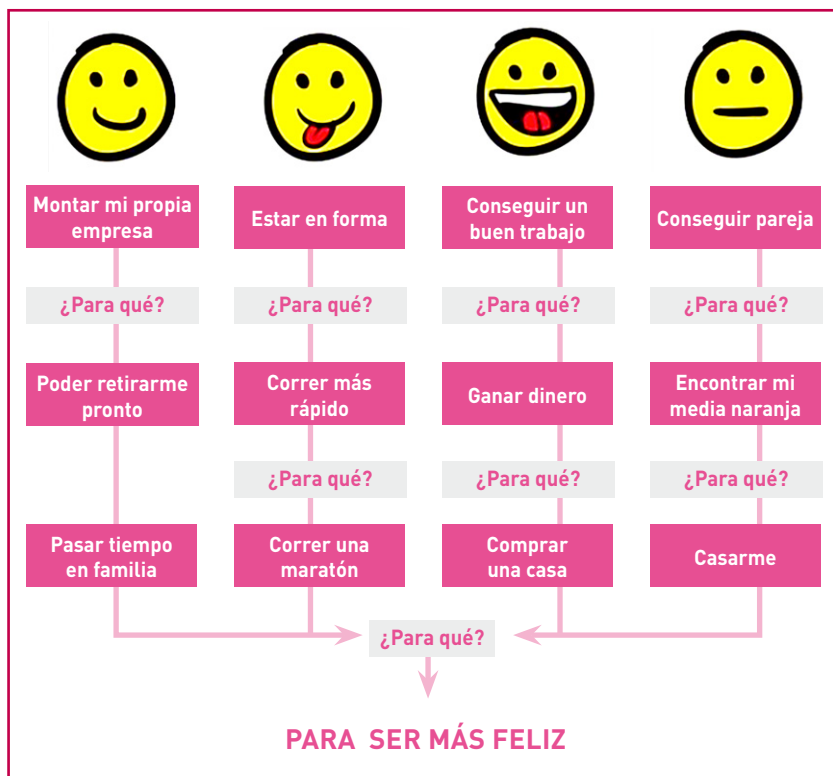 Montar mi propia
empresa
Estar en forma
Conseguir un
buen trabajo
Conseguir pareja
¿Para qué?
¿Para qué?
¿Para qué?
¿Para qué?
Poder retirarme
pronto
Correr más
rápido
Ganar dinero
Encontrar mi
media naranja
¿Para qué?
¿Para qué?
¿Para qué?
Pasar tiempo
en familia
Correr una
maratón
Comprar
una casa
Casarme
¿Para qué?
PARA SER MÁS FELIZ